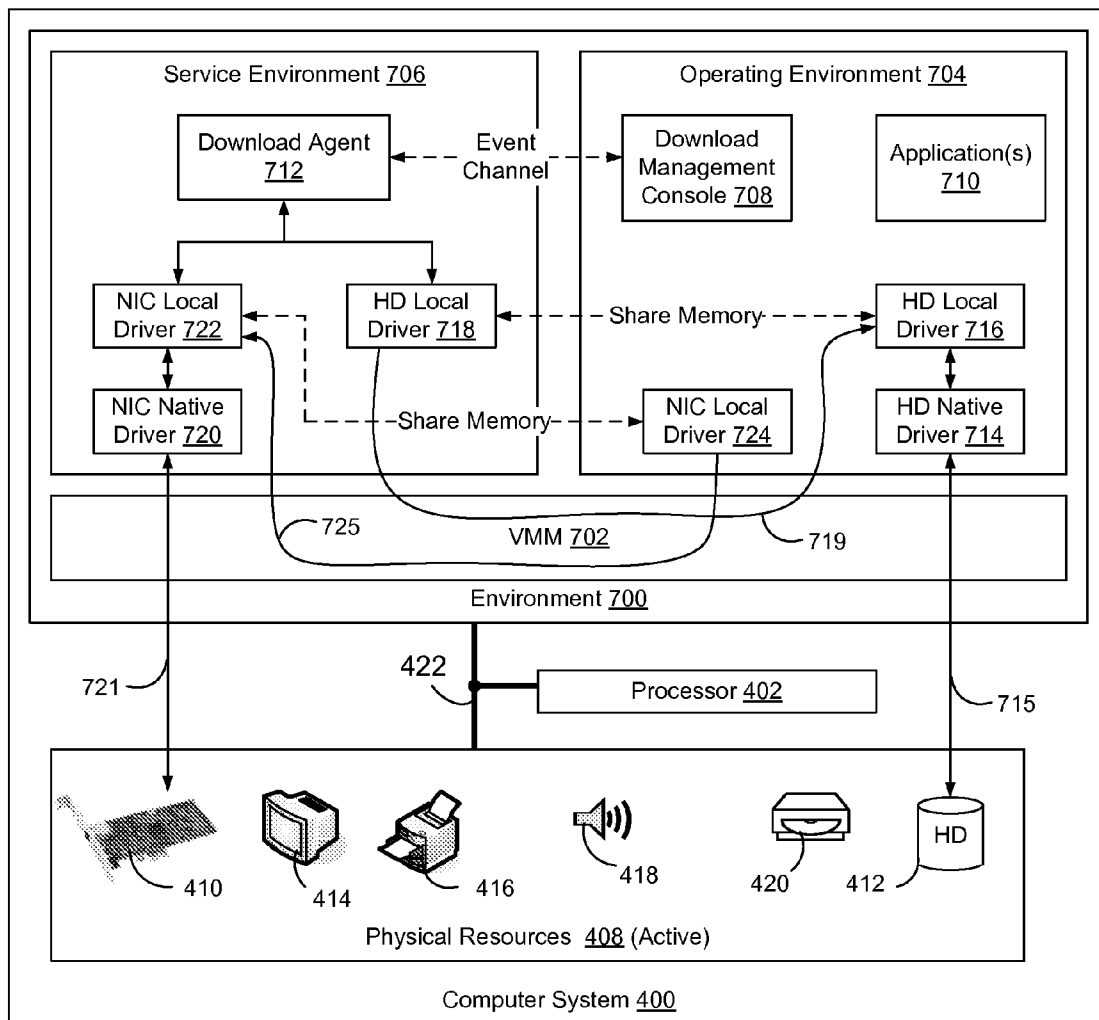 Service Environment 706
Operating Environment 704
Download Agent
712
Event
Channel
Download
Management
Console 708
Application(s)
710
NIC Local
Driver 722
HD Local
Driver 718
Share Memory
HD Local
Driver 716
NIC Native
Driver 720
Share Memory
NIC Local
Driver 724
HD Native
Driver 714
725
VMM 702
719
Environment 700
721
422
Processor 402
715
HD
410
414
416
418
420
412
Physical Resources 408 (Active)
Computer System 400